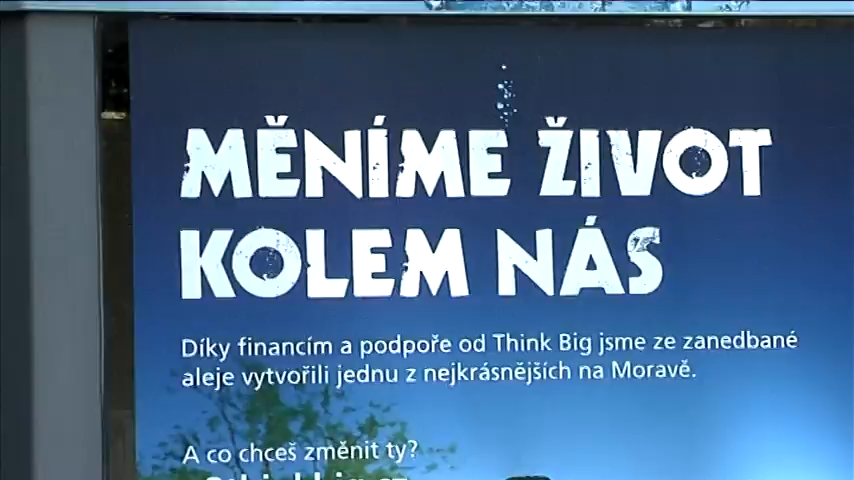 MĚNÍME ŽIVOT
KOLEM NÁS
Díky financím a podpoře od Think Big jsme ze zanedbané
aleje vytvořili jednu z nejkrásnějších na Moravě.
A co chceš změnit ty?